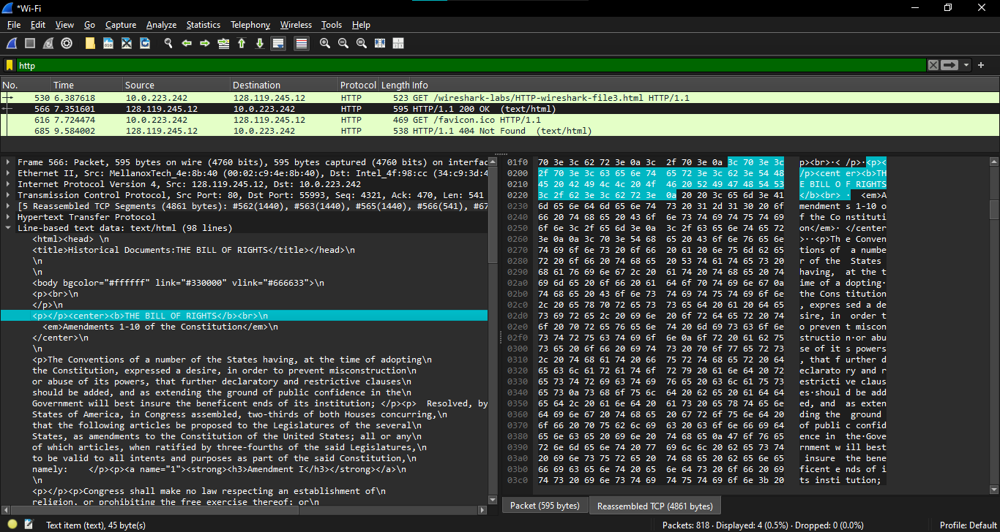 *Wi-Fi
File Edit View Go Capture Analyze Statistics Telephony Wireless Tools Help
http
No. Time Source Destination Protocol Length Info
530 6.387618 10.0.223.242 128.119.245.12 HTTP 523 GET /wireshark-labs/HTTP-wireshark-file3.html HTTP/1.1
566 7.351601 128.119.245.12 10.0.223.242 HTTP 595 HTTP/1.1 200 OK (text/html)
616 7.724474 10.0.223.242 128.119.245.12 HTTP 469 GET /favicon.ico HTTP/1.1
685 9.584002 128.119.245.12 10.0.223.242 HTTP 538 HTTP/1.1 404 Not Found (text/html)
Frame 566: Packet, 595 bytes on wire (4760 bits), 595 bytes captured (4760 bits) on interfac
Ethernet II, Src: MellanoxTech_4e:8b:40 (00:02:c9:4e:8b:40), Dst: Intel_4f:98:cc (34:c9:3d:4
Internet Protocol Version 4, Src: 128.119.245.12, Dst: 10.0.223.242
Transmission Control Protocol, Src Port: 80, Dst Port: 55993, Seq: 4321, Ack: 470, Len: 541
[5 Reassembled TCP Segments (4861 bytes): #562(1440), #563(1440), #565(1440), #566(541), #67
Hypertext Transfer Protocol
Line-based text data: text/html (98 lines)
<html><head> \n
<title>Historical Documents:THE BILL OF RIGHTS</title></head>\n
\n
\n
<body bgcolor="#ffffff" link="#330000" vlink="#666633">\n
<p><br>\n
</p>\n
<p></p><center><b>THE BILL OF RIGHTS</b><br>\n
<em>Amendments 1-10 of the Constitution</em>\n
</center>\n
\n
<p>The Conventions of a number of the States having, at the time of adopting\n
the Constitution, expressed a desire, in order to prevent misconstruction\n
or abuse of its powers, that further declaratory and restrictive clauses\n
should be added, and as extending the ground of public confidence in the\n
Government will best insure the beneficent ends of its institution; </p><p> Resolved, by
States of America, in Congress assembled, two-thirds of both Houses concurring,\n
that the following articles be proposed to the Legislatures of the several\n
States, as amendments to the Constitution of the United States; all or any\n
of which articles, when ratified by three-fourths of the said Legislatures,\n
to be valid to all intents and purposes as part of the said Constitution,\n
namely: </p><p><a name="1"><strong><h3>Amendment I</h3></strong></a>\n
\n
<p></p><p>Congress shall make no law respecting an establishment of\n
religion, or prohibiting the free exercise thereof; or\n
01f0 70 3e 3c 62 72 3e 0a 3c 2f 70 3e 0a 3c 70 3e 3c p><br>·< /p>·<p><
0200 2f 70 3e 3c 63 65 6e 74 65 72 3e 3c 62 3e 54 48 /p><cent er><b>TH
0210 45 20 42 49 4c 4c 20 4f 46 20 52 49 47 48 54 53 E BILL O F RIGHTS
0220 3c 2f 62 3e 3c 62 72 3e 0a 20 20 3c 65 6d 3e 41 </b><br> · <em>A
0230 6d 65 6e 64 6d 65 6e 74 73 20 31 2d 31 30 20 6f mendment s 1-10 o
0240 66 20 74 68 65 20 43 6f 6e 73 74 69 74 75 74 69 f the Co nstituti
0250 6f 6e 3c 2f 65 6d 3e 0a 3c 2f 63 65 6e 74 65 72 on</em>· </center
0260 3e 0a 0a 3c 70 3e 54 68 65 20 43 6f 6e 76 65 6e >··<p>Th e Conven
0270 74 69 6f 6e 73 20 6f 66 20 61 20 6e 75 6d 62 65 tions of a numbe
0280 72 20 6f 66 20 74 68 65 20 53 74 61 74 65 73 20 r of the States
0290 68 61 76 69 6e 67 2c 20 61 74 20 74 68 65 20 74 having, at the t
02a0 69 6d 65 20 6f 66 20 61 64 6f 70 74 69 6e 67 0a ime of a dopting·
02b0 74 68 65 20 43 6f 6e 73 74 69 74 75 74 69 6f 6e the Cons titution
02c0 2c 20 65 78 70 72 65 73 73 65 64 20 61 20 64 65 , expres sed a de
02d0 73 69 72 65 2c 20 69 6e 20 6f 72 64 65 72 20 74 sire, in order t
02e0 6f 20 70 72 65 76 65 6e 74 20 6d 69 73 63 6f 6e o preven t miscon
02f0 73 74 72 75 63 74 69 6f 6e 0a 6f 72 20 61 62 75 structio n·or abu
0300 73 65 20 6f 66 20 69 74 73 20 70 6f 77 65 72 73 se of it s powers
0310 2c 20 74 68 61 74 20 66 75 72 74 68 65 72 20 64 , that f urther d
0320 65 63 6c 61 72 61 74 6f 72 79 20 61 6e 64 20 72 eclarato ry and r
0330 65 73 74 72 69 63 74 69 76 65 20 63 6c 61 75 73 estricti ve claus
0340 65 73 0a 73 68 6f 75 6c 64 20 62 65 20 61 64 64 es·shoul d be add
0350 65 64 2c 20 61 6e 64 20 61 73 20 65 78 74 65 6e ed, and as exten
0360 64 69 6e 67 20 74 68 65 20 67 72 6f 75 6e 64 20 ding the ground
0370 6f 66 20 70 75 62 6c 69 63 20 63 6f 6e 66 69 64 of publi c confid
0380 65 6e 63 65 20 69 6e 20 74 68 65 0a 47 6f 76 65 ence in the·Gove
0390 72 6e 6d 65 6e 74 20 77 69 6c 6c 20 62 65 73 74 rnment w ill best
03a0 20 69 6e 73 75 72 65 20 74 68 65 20 62 65 6e 65 insure the bene
03b0 66 69 63 65 6e 74 20 65 6e 64 73 20 6f 66 20 69 ficent e nds of i
03c0 74 73 20 69 6e 73 74 69 74 75 74 69 6f 6e 3b 20 ts insti tution;
Packet (595 bytes) Reassembled TCP (4861 bytes)
Text item (text), 45 byte(s) Packets: 818 · Displayed: 4 (0.5%) · Dropped: 0 (0.0%) Profile: Default